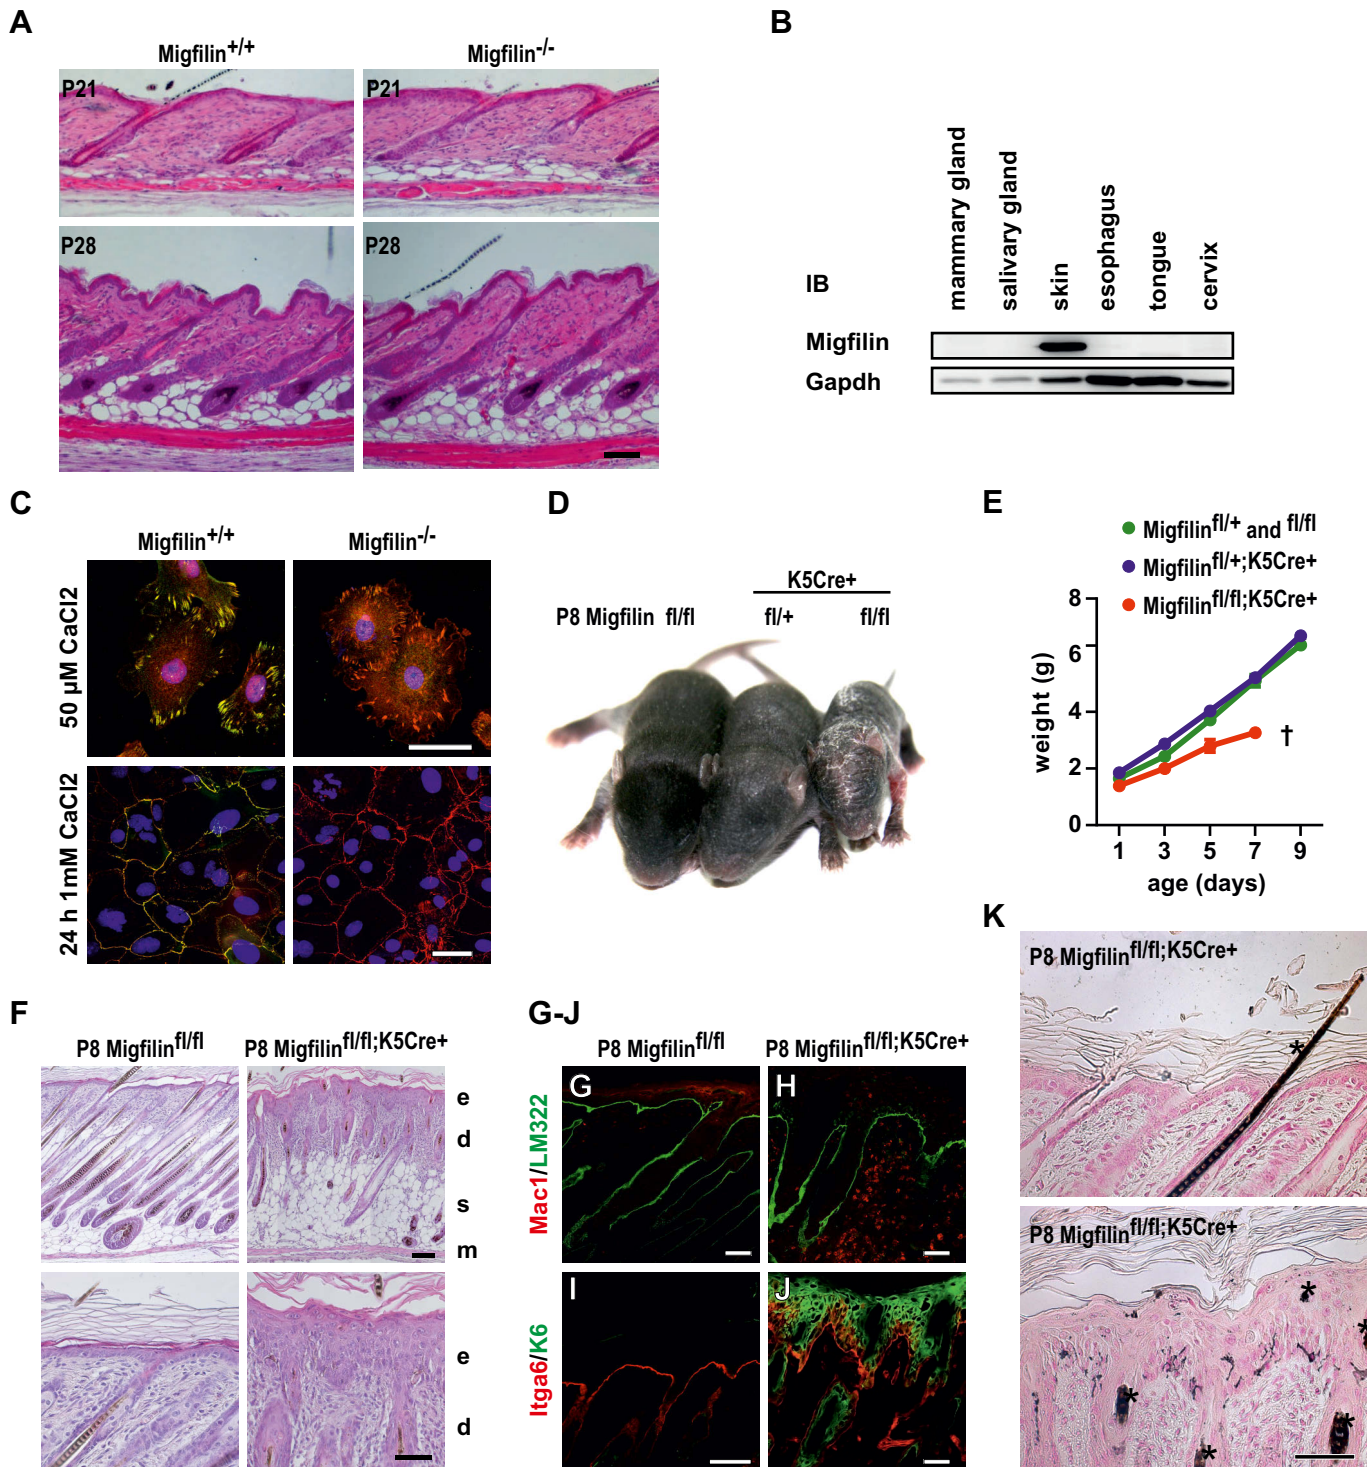 A
Migfilin+/+
Migfilin-/-
P21
P21
P28
P28
B
mammary gland
salivary gland
skin
esophagus
tongue
cervix
IB
Migfilin
Gapdh
C
Migfilin+/+
Migfilin-/-
50 µM CaCl2
24 h 1mM CaCl2
D
K5Cre+
P8 Migfilin fl/fl
fl/+
fl/fl
E
Migfilinfl/+ and fl/fl
Migfilinfl/+;K5Cre+
Migfilinfl/fl;K5Cre+
weight (g)
8
6
4
2
0
†
1 3 5 7 9
age (days)
F
P8 Migfilinfl/fl
P8 Migfilinfl/fl;K5Cre+
e
d
s
m
e
d
G-J
P8 Migfilinfl/fl
P8 Migfilinfl/fl;K5Cre+
Mac1/LM322
G
H
Itga6/K6
I
J
K
P8 Migfilinfl/fl;K5Cre+
*
P8 Migfilinfl/fl;K5Cre+
*
*
*
*
*